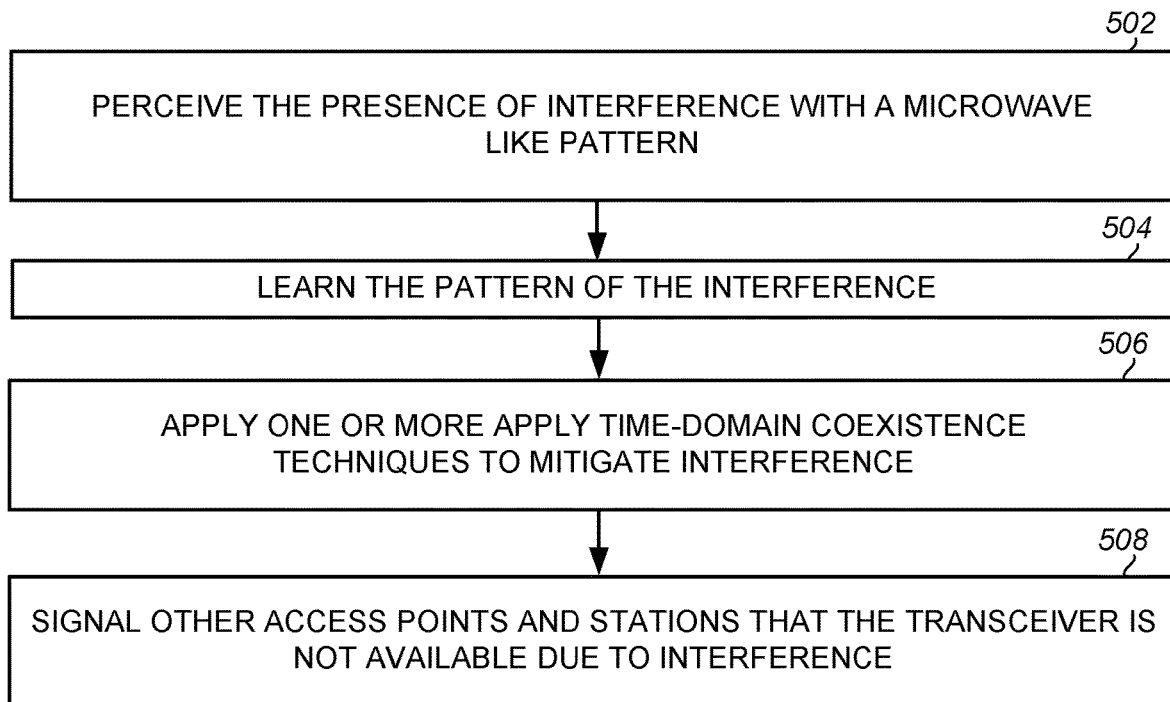 502
PERCEIVE THE PRESENCE OF INTERFERENCE WITH A MICROWAVE
LIKE PATTERN
504
LEARN THE PATTERN OF THE INTERFERENCE
506
APPLY ONE OR MORE APPLY TIME-DOMAIN COEXISTENCE
TECHNIQUES TO MITIGATE INTERFERENCE
508
SIGNAL OTHER ACCESS POINTS AND STATIONS THAT THE TRANSCEIVER IS
NOT AVAILABLE DUE TO INTERFERENCE